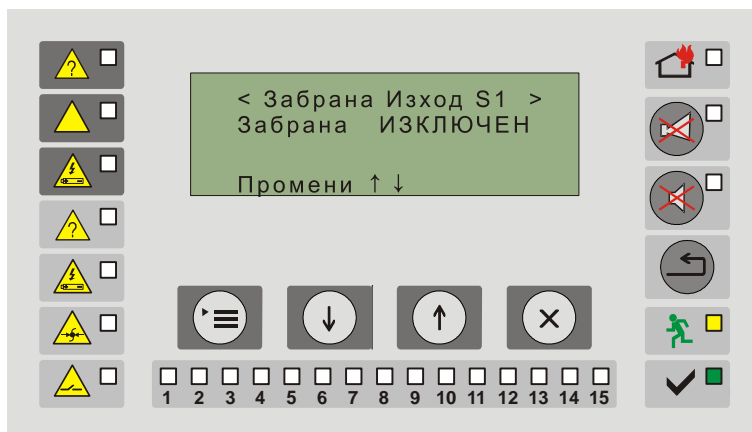 < Забрана Изход S1 >
Забрана ИЗКЛЮЧЕН
Промени ↑ ↓
1 2 3 4 5 6 7 8 9 10 11 12 13 14 15